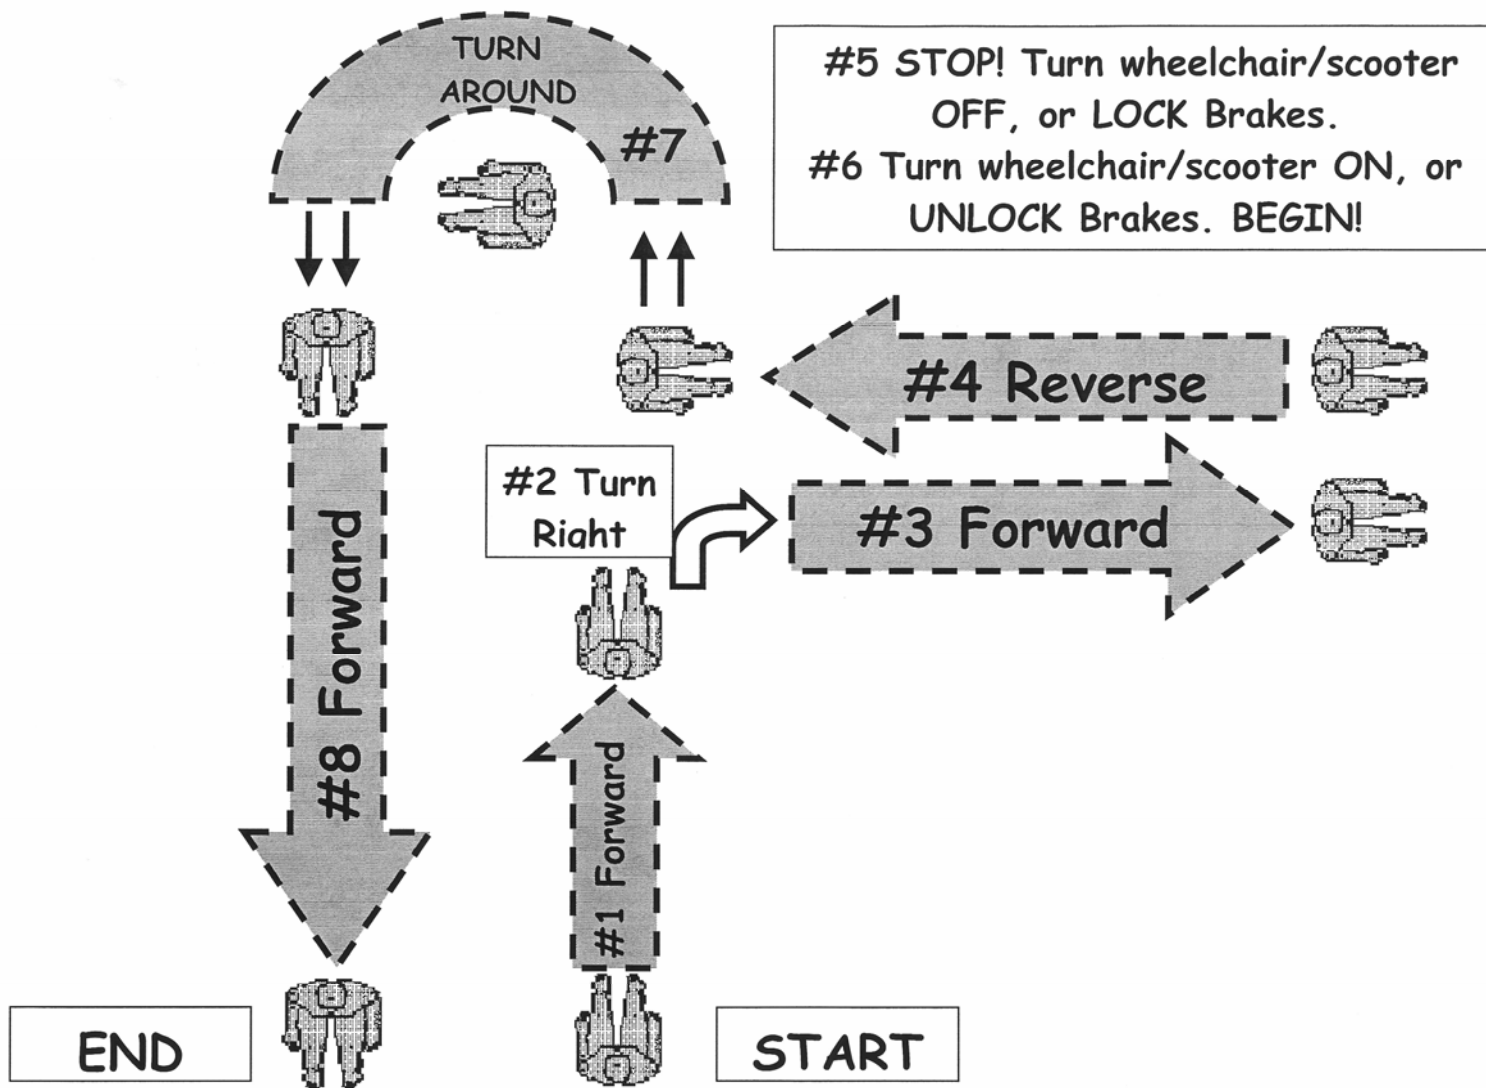 TURN
AROUND
#7
#5 STOP! Turn wheelchair/scooter
OFF, or LOCK Brakes.
#6 Turn wheelchair/scooter ON, or
UNLOCK Brakes. BEGIN!
#4 Reverse
#2 Turn
Right
#3 Forward
#8 Forward
#1 Forward
END
START